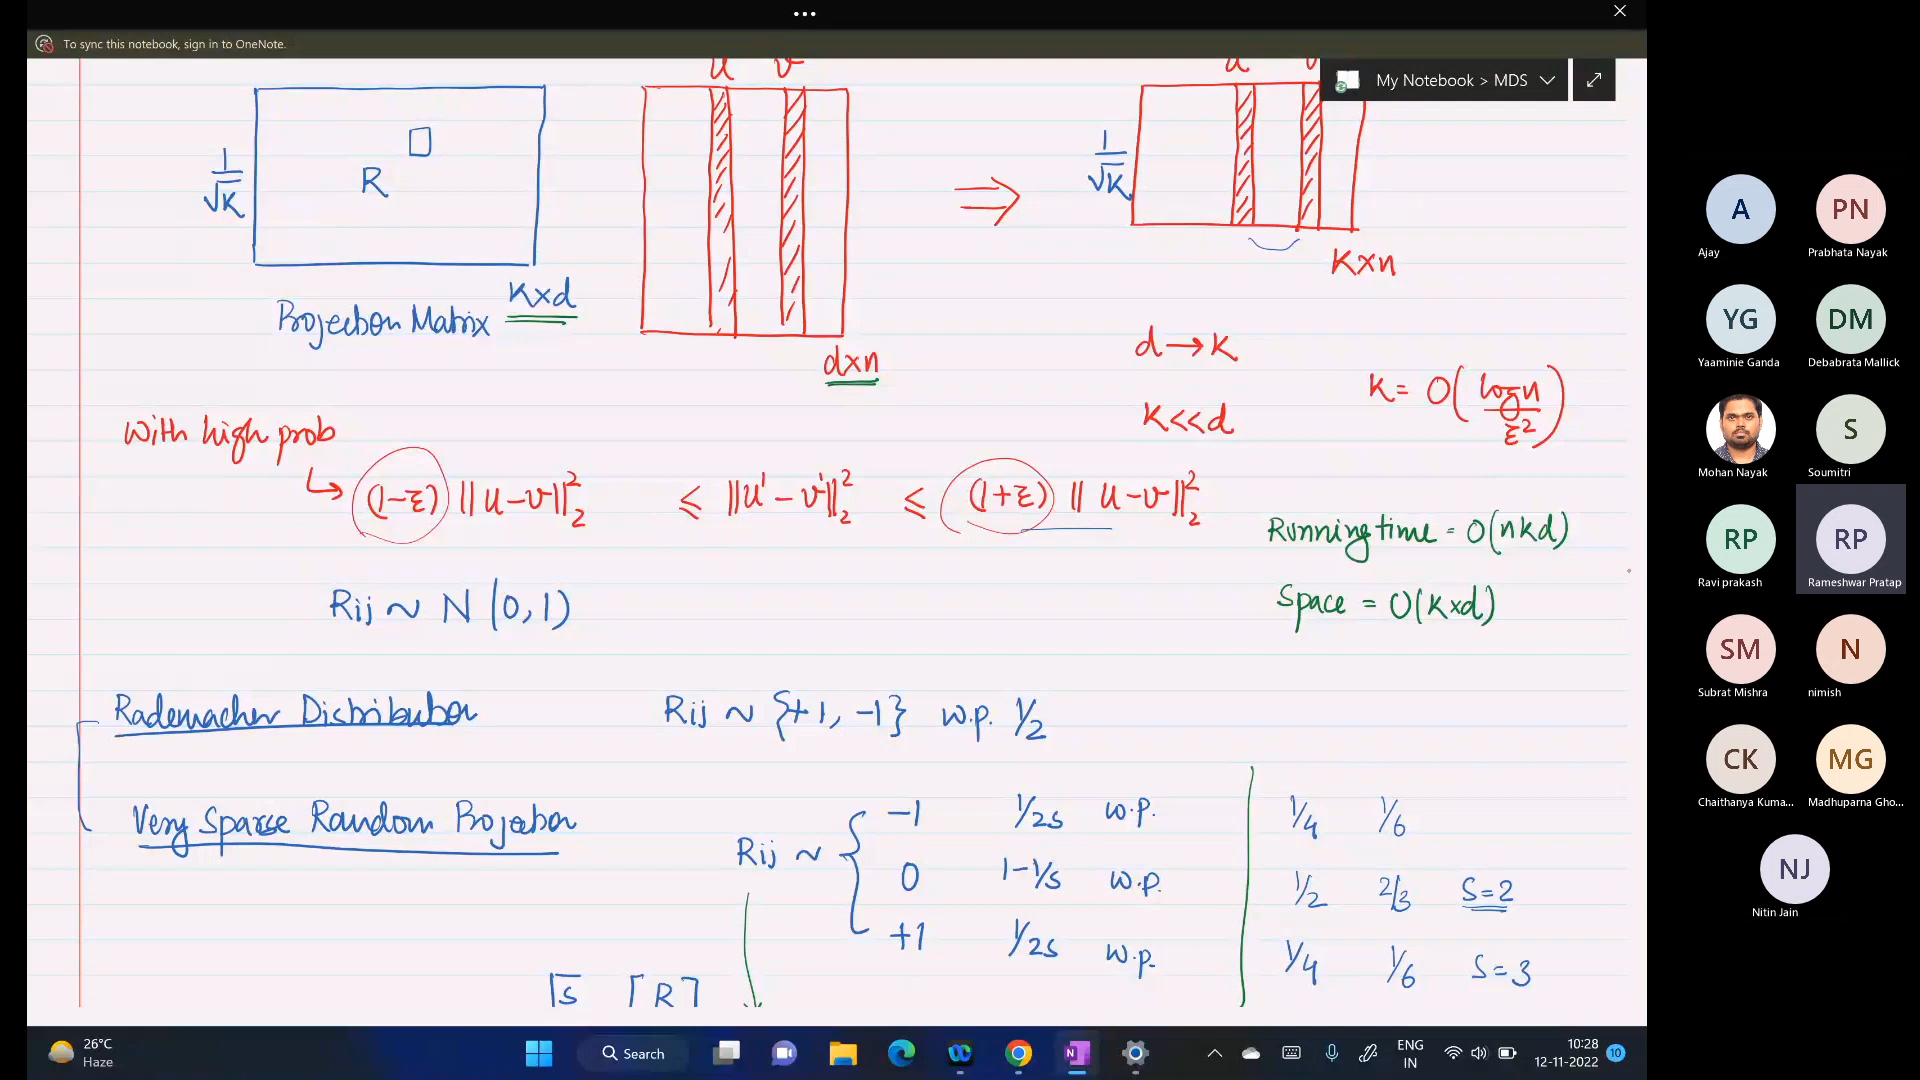 To sync this notebook, sign in to OneNote.
My Notebook > MDS
u v
u v
1/√K
R
1/√K
K×n
Projection Matrix
K×d
d×n
d → K
K<<d
K = O(log n/ε²)
With high prob
(1-ε) ||u-v||₂² ≤ ||u'-v'||₂² ≤ (1+ε) ||u-v||₂²
Running time = O(nkd)
Rij ~ N(0,1)
Space = O(K×d)
Rademacher Distribution Rij ~ {+1, -1} w.p. 1/2
Very Sparse Random Projection
Rij ~
-1 1/2s w.p.
0 1-1/s w.p.
+1 1/2s w.p.
1/4 1/6
1/2 2/3 S=2
1/4 1/6 S=3
√s [R]
A
Ajay
PN
Prabhata Nayak
YG
Yaaminie Ganda
DM
Debabrata Mallick
Mohan Nayak
S
Soumitri
RP
Ravi prakash
RP
Rameshwar Pratap
SM
Subrat Mishra
N
nimish
CK
Chaithanya Kuma...
MG
Madhuparna Gho...
NJ
Nitin Jain
26°C
Haze
Search
ENG
IN
10:28
12-11-2022
10